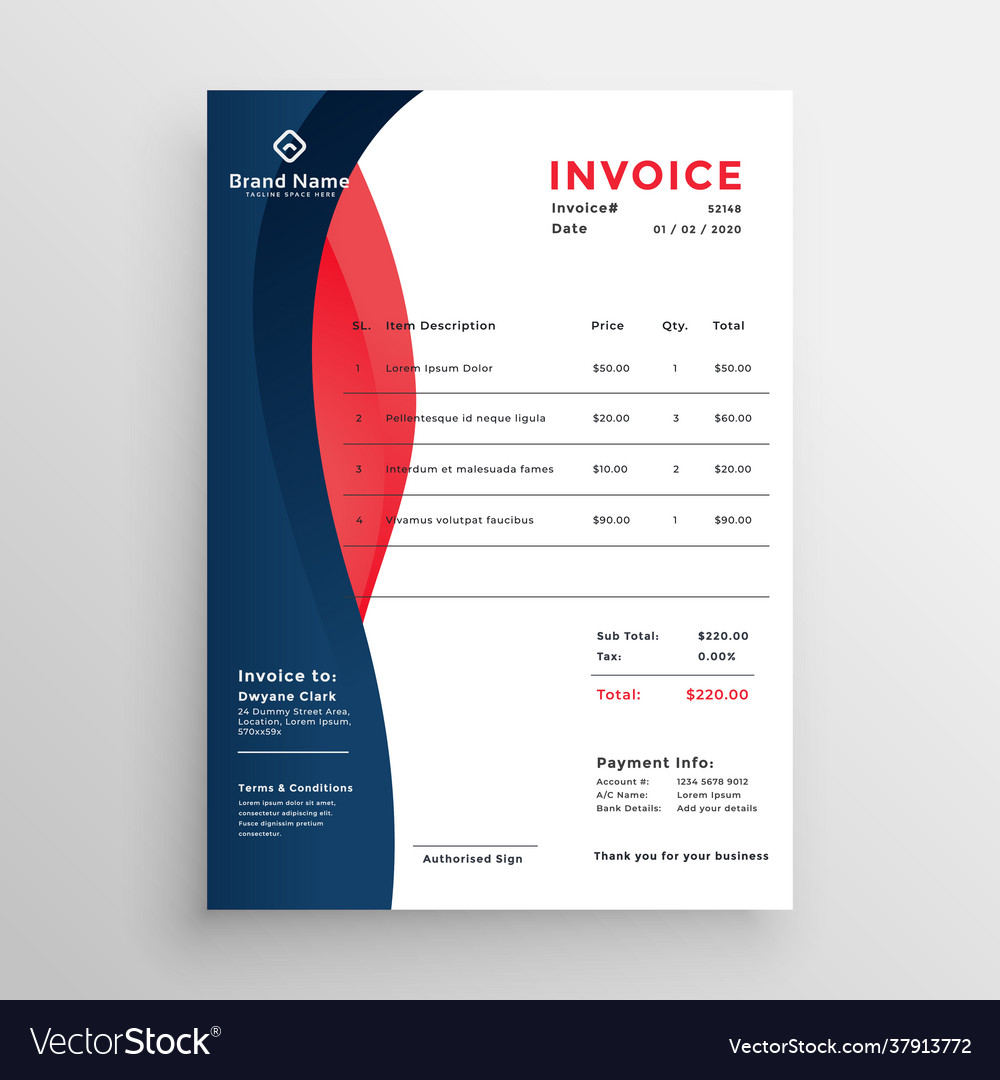 Brand Name
TAGLINE SPACE HERE
INVOICE
Invoice# 52148
Date 01 / 02 / 2020
SL. Item Description Price Qty. Total
1 Lorem Ipsum Dolor $50.00 1 $50.00
2 Pellentesque id neque ligula $20.00 3 $60.00
3 Interdum et malesuada fames $10.00 2 $20.00
4 Vivamus volutpat faucibus $90.00 1 $90.00
Sub Total: $220.00
Tax: 0.00%
Total: $220.00
Invoice to:
Dwyane Clark
24 Dummy Street Area,
Location, Lorem Ipsum,
570xx59x
Terms & Conditions
Lorem ipsum dolor sit amet,
consectetur adipiscing elit.
Fusce dignissim pretium
consectetur.
Payment Info:
Account #: 1234 5678 9012
A/C Name: Lorem Ipsum
Bank Details: Add your details
Authorised Sign
Thank you for your business
VectorStock®
VectorStock.com/37913772